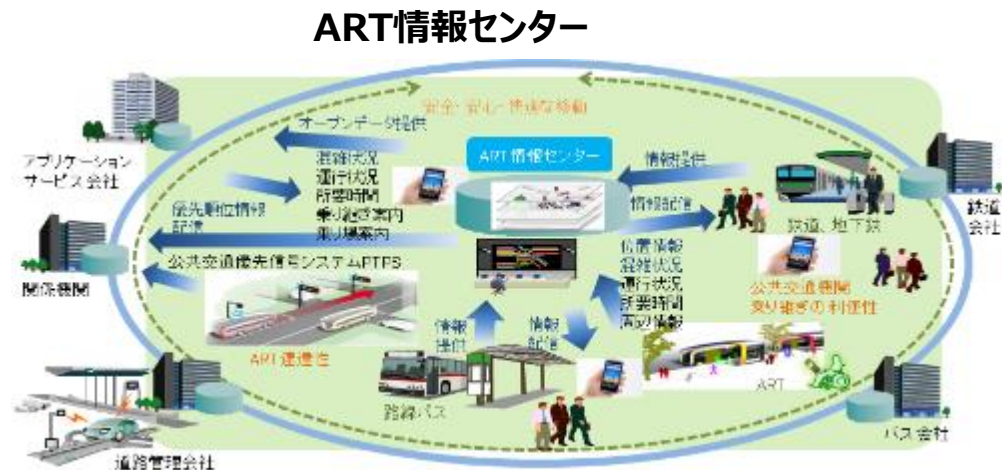 ART情報センター
安全・安心・快適な移動
オープンデータ提供
ART情報センター
情報提供
アプリケーション
サービス会社
混雑状況
運行状況
所要時間
乗り継ぎ案内
乗り場案内
優先順位情報
配信
情報配信
鉄道、地下鉄
鉄道
会社
関係機関
公共交通優先信号システムPTPS
位置情報
混雑状況
運行状況
所要時間
周辺情報
公共交通機関
乗り継ぎの利便性
情報
提供
情報
配信
ART速達性
路線バス
ART
バス会社
道路管理会社